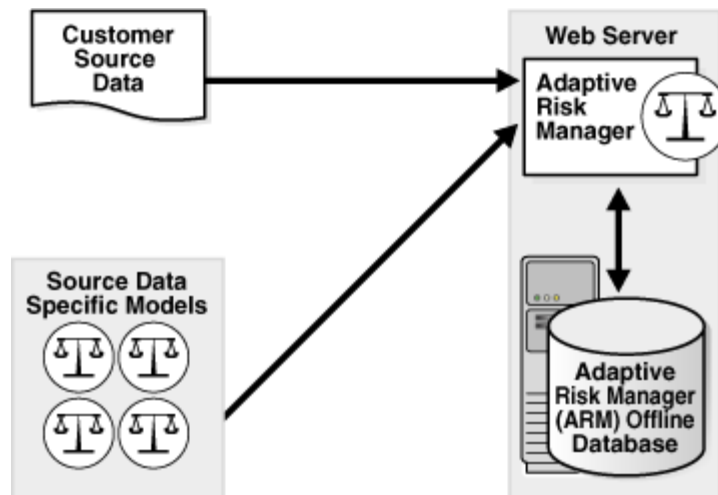 Customer
Source
Data
Web Server
Adaptive
Risk
Manager
Source Data
Specific Models
Adaptive
Risk Manager
(ARM) Offline
Database